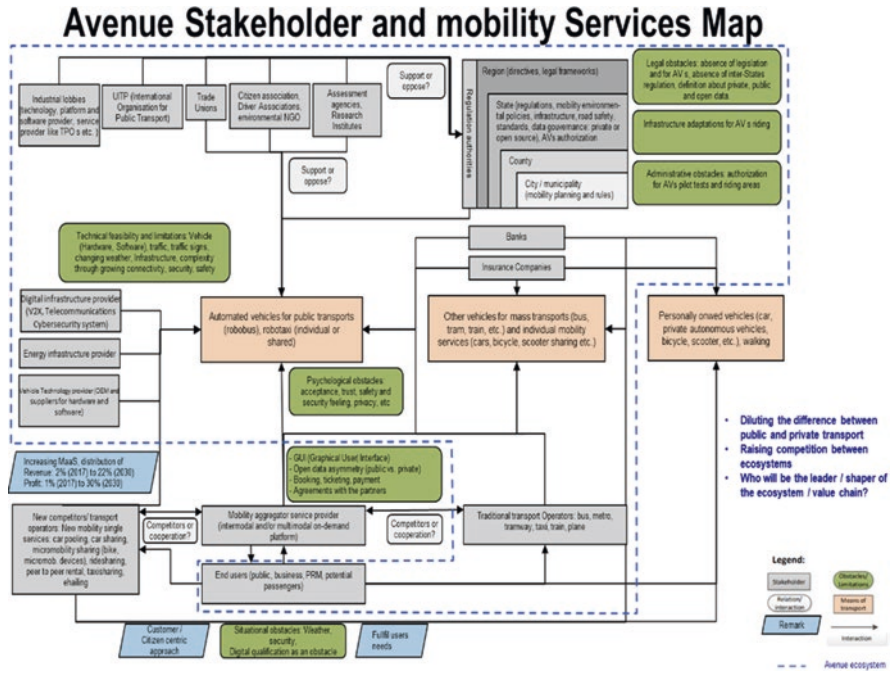 Avenue Stakeholder and mobility Services Map
Industrial lobbies
(technology, platform and
software provider, service
provider like TPO s etc. )
UITP (International
Organisation for
Public Transport)
Trade
Unions
Citizen association,
Driver Associations,
environmental NGO
Assessment
agencies,
Research
Institutes
Support or
oppose?
Support or
oppose?
Regulation authorities
Region (directives, legal frameworks)
State (regulations, mobility environmen-
tal policies, infrastructure, road safety,
standards, data governance: private or
open source), AVs authorization
County
City / municipality
(mobility planning and rules)
Legal obstacles: absence of legislation
and for AV s, absence of inter-States
regulation, definition about private, public
and open data
Infrastructure adaptations for AV s riding
Administrative obstacles: authorization
for AVs pilot tests and riding areas
Technical feasibility and limitations: Vehicle
(Hardware, Software), traffic, traffic signs,
changing weather, Infrastructure, complexity
through growing connectivity, security, safety
Banks
Insurance Companies
Digital infrastructure provider
(V2X, Telecommunications
Cybersecurity system)
Energy infrastructure provider
Vehicle Technology provider (OEM and
suppliers for hardware and
software)
Automated vehicles for public transports
(robobus), robotaxi (individual or
shared)
Other vehicles for mass transports (bus,
tram, train, etc.) and individual mobility
services (cars, bicycle, scooter sharing etc.)
Personally onwed vehicles (car,
private autonomous vehicles,
bicycle, scooter, etc.), walking
Psychological obstacles:
acceptance, trust, safety and
security feeling, privacy, etc
• Diluting the difference between
public and private transport
• Raising competition between
ecosystems
• Who will be the leader / shaper of
the ecosystem / value chain?
Increasing MaaS, distribution of
Revenue: 2% (2017) to 22% (2030)
Profit: 1% (2017) to 30% (2030)
- GUI (Graphical User Interface)
- Open data asymmetry (public vs. private)
- Booking, ticketing, payment
- Agreements with the partners
New competitors/ transport
operators: New mobility single
services: car pooling, car sharing,
micromobility sharing (bike,
micromob. devices), ridesharing,
peer to peer rental, taxisharing,
ehailing
Competitors or
cooperation?
Mobility aggregator service provider
(intermodal and/or multimodal on-demand
platform)
Competitors or
cooperation?
Traditional transport Operators: bus, metro,
tramway, taxi, train, plane
End users (public, business, PRM, potential
passengers)
Customer /
Citizen centric
approach
Situational obstacles: Weather,
security,
Digital qualification as an obstacle
Fulfil users
needs
Legend:
Stakeholder
Obstacles/
Limitations
Relation/
interaction
Means of
transport
Remark
Interaction
Avenue ecosystem